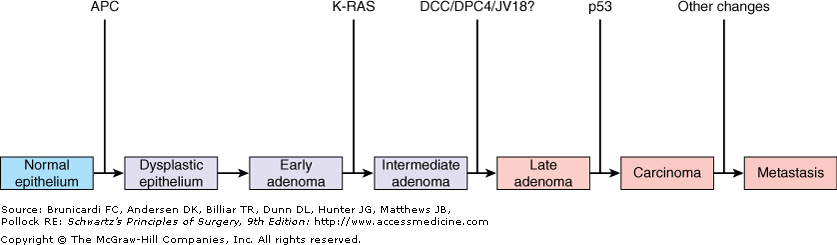 APC
K-RAS
DCC/DPC4/JV18?
p53
Other changes
Normal
epithelium
Dysplastic
epithelium
Early
adenoma
Intermediate
adenoma
Late
adenoma
Carcinoma
Metastasis
Source: Brunicardi FC, Andersen DK, Billiar TR, Dunn DL, Hunter JG, Matthews JB,
Pollock RE: Schwartz's Principles of Surgery, 9th Edition: http://www.accessmedicine.com
Copyright © The McGraw-Hill Companies, Inc. All rights reserved.